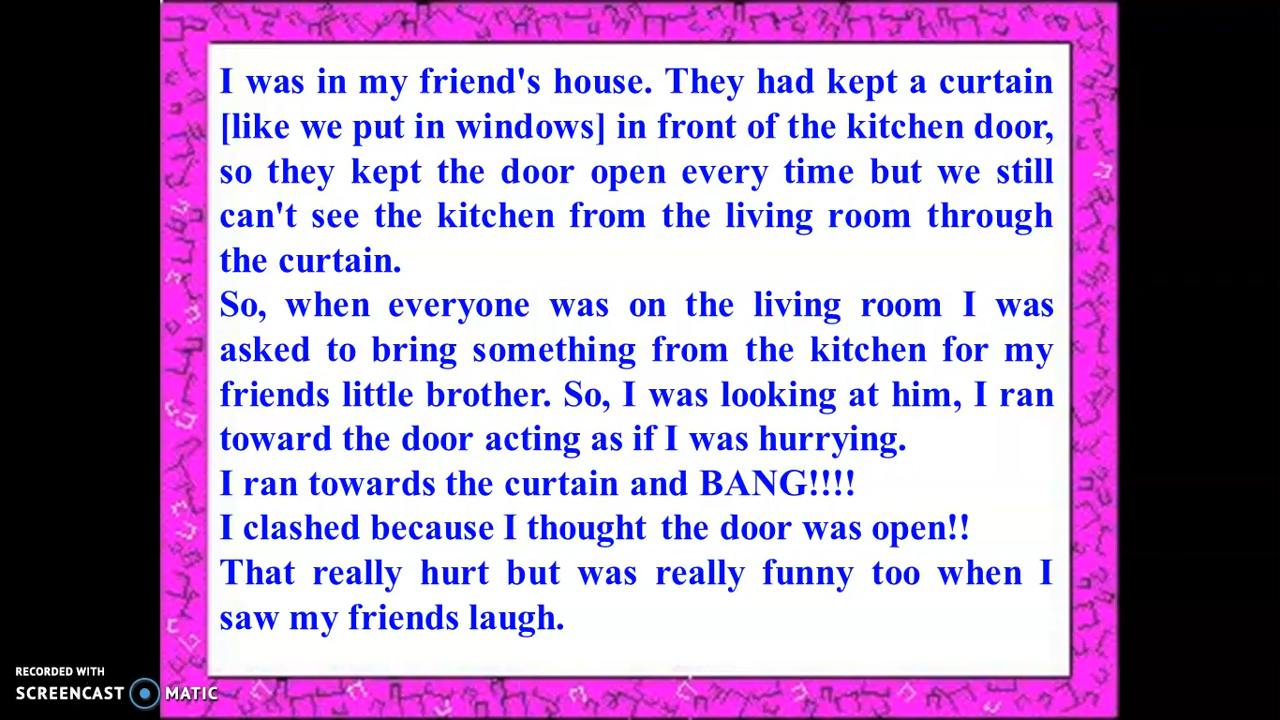 I was in my friend's house. They had kept a curtain
[like we put in windows] in front of the kitchen door,
so they kept the door open every time but we still
can't see the kitchen from the living room through
the curtain.
So, when everyone was on the living room I was
asked to bring something from the kitchen for my
friends little brother. So, I was looking at him, I ran
toward the door acting as if I was hurrying.
I ran towards the curtain and BANG!!!!
I clashed because I thought the door was open!!
That really hurt but was really funny too when I
saw my friends laugh.
RECORDED WITH
SCREENCAST MATIC